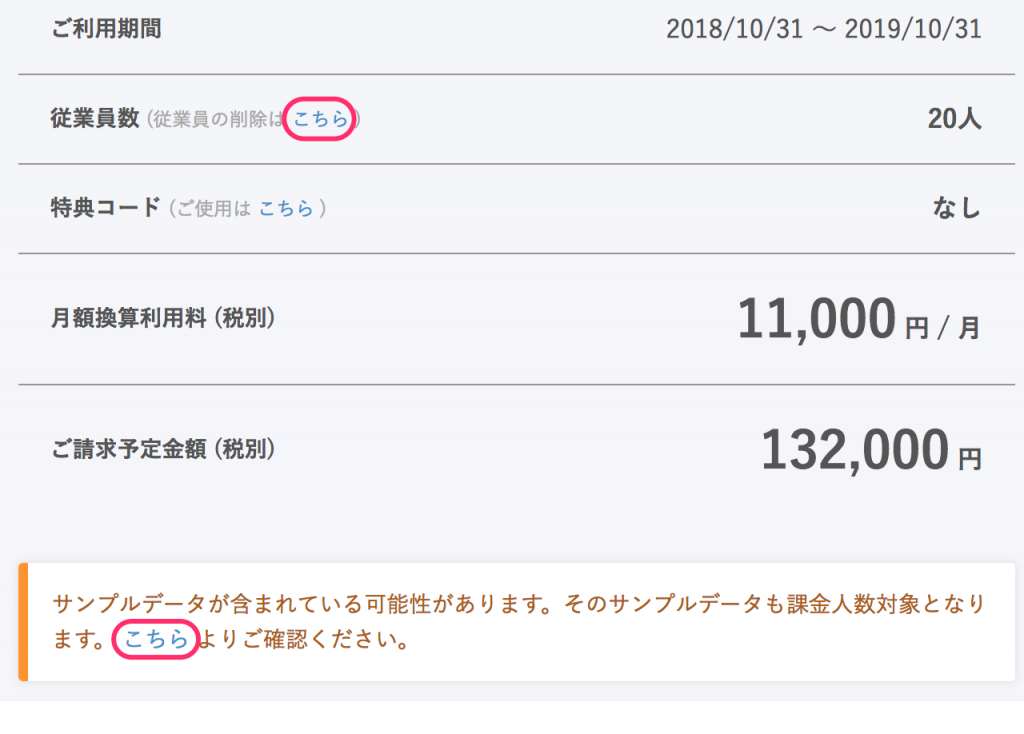 ご利用期間 2018/10/31 〜 2019/10/31
従業員数 (従業員の削除は こちら ) 20人
特典コード (ご使用は こちら ) なし
月額換算利用料 (税別) 11,000 円 / 月
ご請求予定金額 (税別) 132,000 円
サンプルデータが含まれている可能性があります。そのサンプルデータも課金人数対象となり
ます。こちらよりご確認ください。